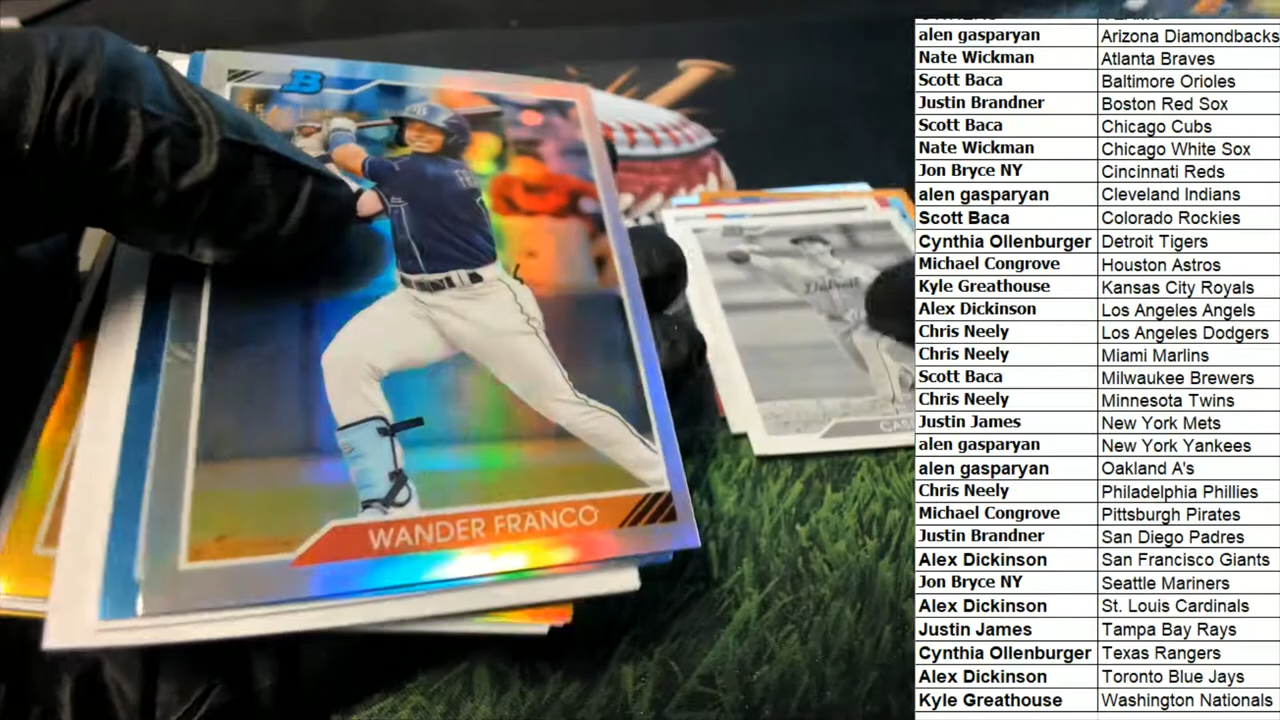 alen gasparyan Arizona Diamondbacks
Nate Wickman Atlanta Braves
Scott Baca Baltimore Orioles
Justin Brandner Boston Red Sox
Scott Baca Chicago Cubs
Nate Wickman Chicago White Sox
Jon Bryce NY Cincinnati Reds
alen gasparyan Cleveland Indians
Scott Baca Colorado Rockies
Cynthia Ollenburger Detroit Tigers
Michael Congrove Houston Astros
Kyle Greathouse Kansas City Royals
Alex Dickinson Los Angeles Angels
Chris Neely Los Angeles Dodgers
Chris Neely Miami Marlins
Scott Baca Milwaukee Brewers
Chris Neely Minnesota Twins
Justin James New York Mets
alen gasparyan New York Yankees
alen gasparyan Oakland A's
Chris Neely Philadelphia Phillies
Michael Congrove Pittsburgh Pirates
Justin Brandner San Diego Padres
Alex Dickinson San Francisco Giants
Jon Bryce NY Seattle Mariners
Alex Dickinson St. Louis Cardinals
Justin James Tampa Bay Rays
Cynthia Ollenburger Texas Rangers
Alex Dickinson Toronto Blue Jays
Kyle Greathouse Washington Nationals
B
WANDER FRANCO
Detroit